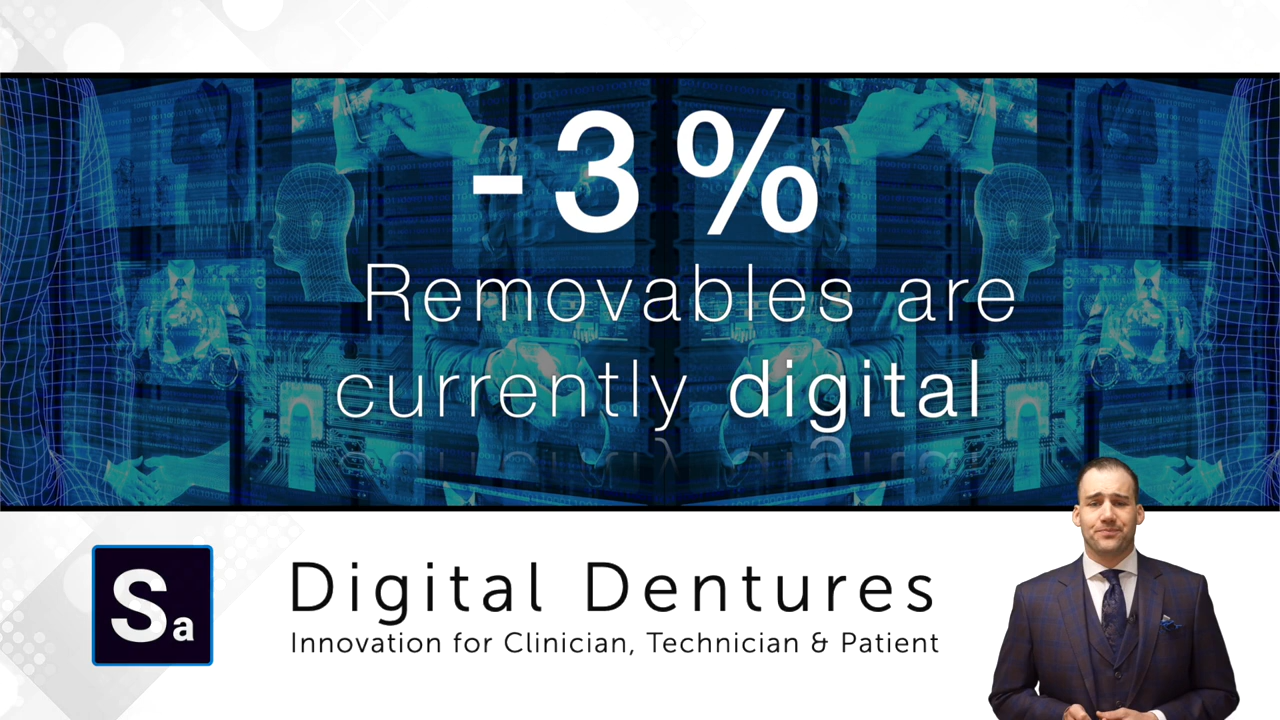 -3%
Removables are
currently digital
Sa
Digital Dentures
Innovation for Clinician, Technician & Patient